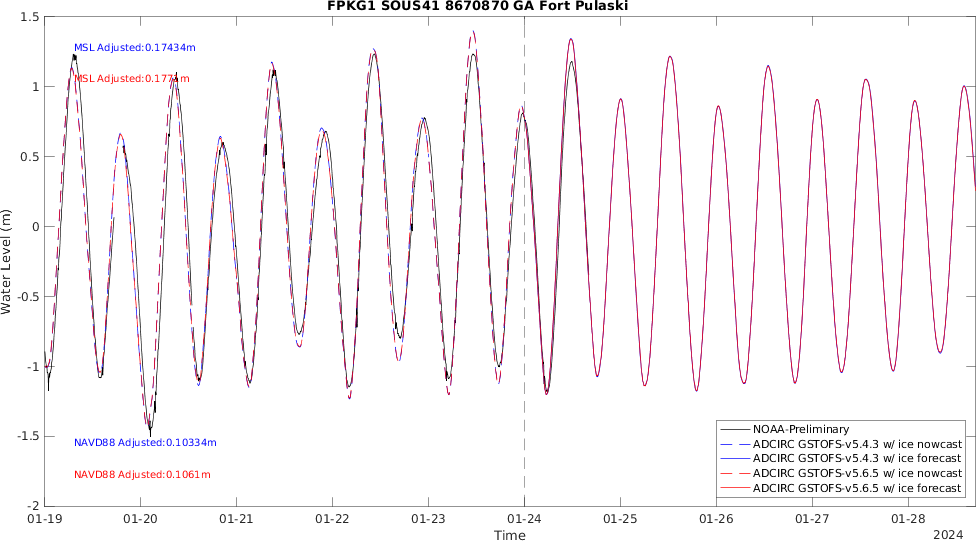 FPKG1 SOUS41 8670870 GA Fort Pulaski
1.5
1
0.5
0
-0.5
-1
-1.5
-2
Water Level (m)
MSL Adjusted:0.17434m
MSL Adjusted:0.1771m
NAVD88 Adjusted:0.10334m
NAVD88 Adjusted:0.1061m
NOAA-Preliminary
ADCIRC GSTOFS-v5.4.3 w/ ice nowcast
ADCIRC GSTOFS-v5.4.3 w/ ice forecast
ADCIRC GSTOFS-v5.6.5 w/ ice nowcast
ADCIRC GSTOFS-v5.6.5 w/ ice forecast
01-19 01-20 01-21 01-22 01-23 01-24 01-25 01-26 01-27 01-28
Time
2024